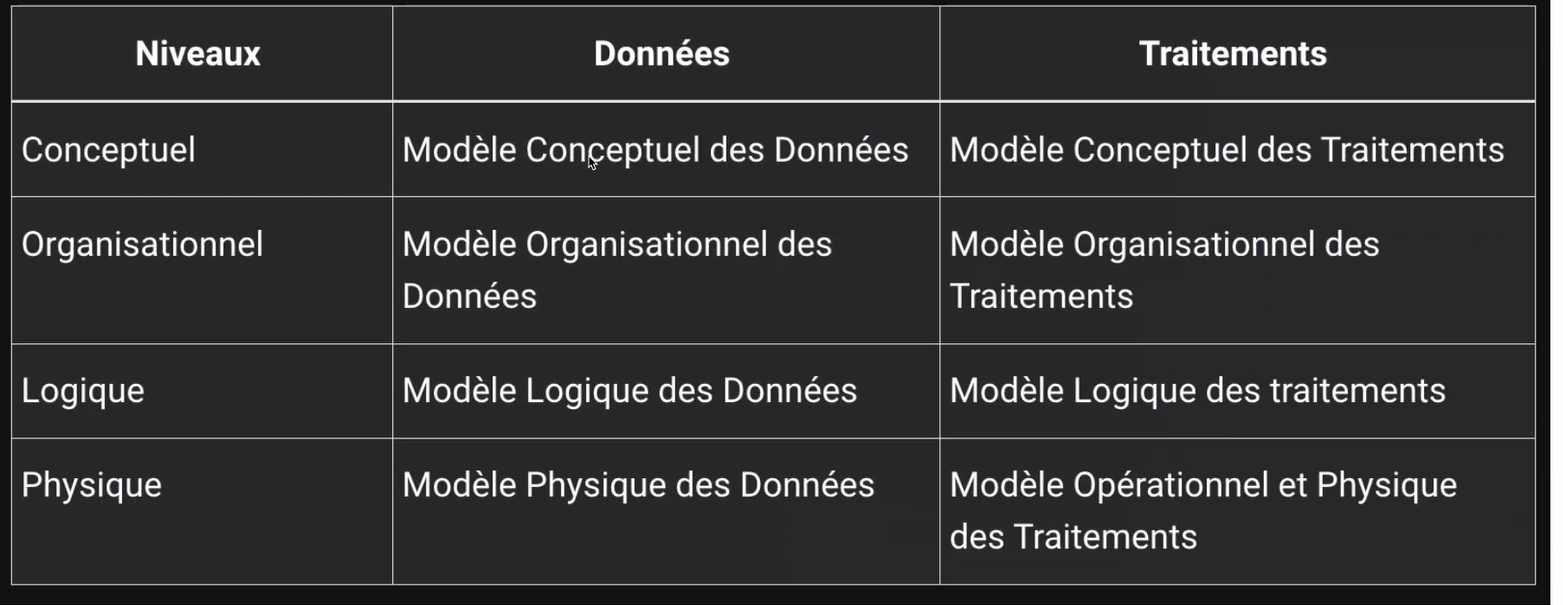 Niveaux Données Traitements
Conceptuel Modèle Conceptuel des Données Modèle Conceptuel des Traitements
Organisationnel Modèle Organisationnel des Modèle Organisationnel des
Données Traitements
Logique Modèle Logique des Données Modèle Logique des traitements
Physique Modèle Physique des Données Modèle Opérationnel et Physique
des Traitements